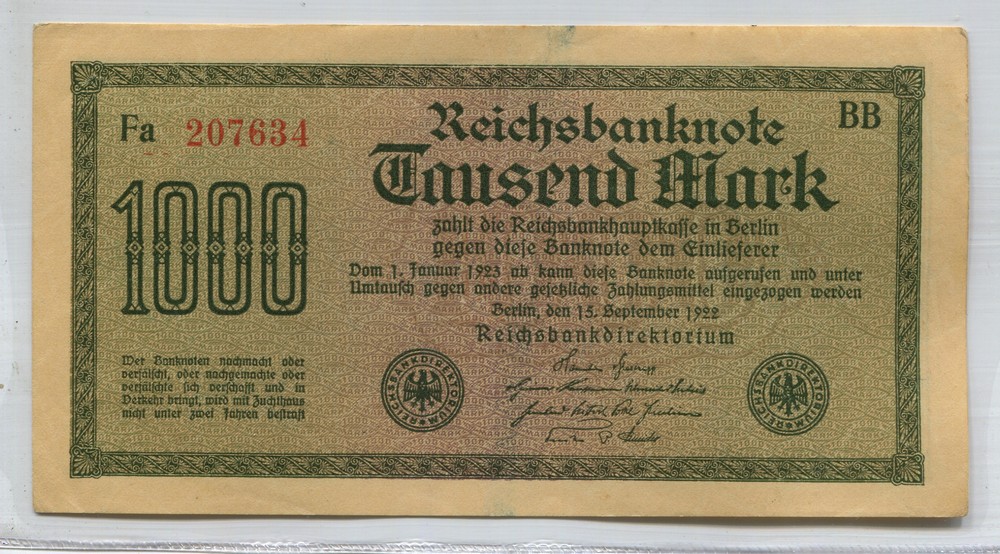 Fa 207634
BB
Reichsbanknote
Tausend Mark
1000
zahlt die Reichsbankhauptkasse in Berlin
gegen diese Banknote dem Einlieferer
Vom 1. Januar 1923 ab kann diese Banknote aufgerufen und unter
Umtausch gegen andere gesetzliche Zahlungsmittel eingezogen werden
Berlin, den 15. September 1922
Reichsbankdirektorium
Wer Banknoten nachmacht oder
verfälscht, oder nachgemachte oder
verfälschte sich verschafft und in
Verkehr bringt, wird mit Zuchthaus
nicht unter zwei Jahren bestraft
REICHSBANKDIREKTORIUM
REICHSBANKDIREKTORIUM